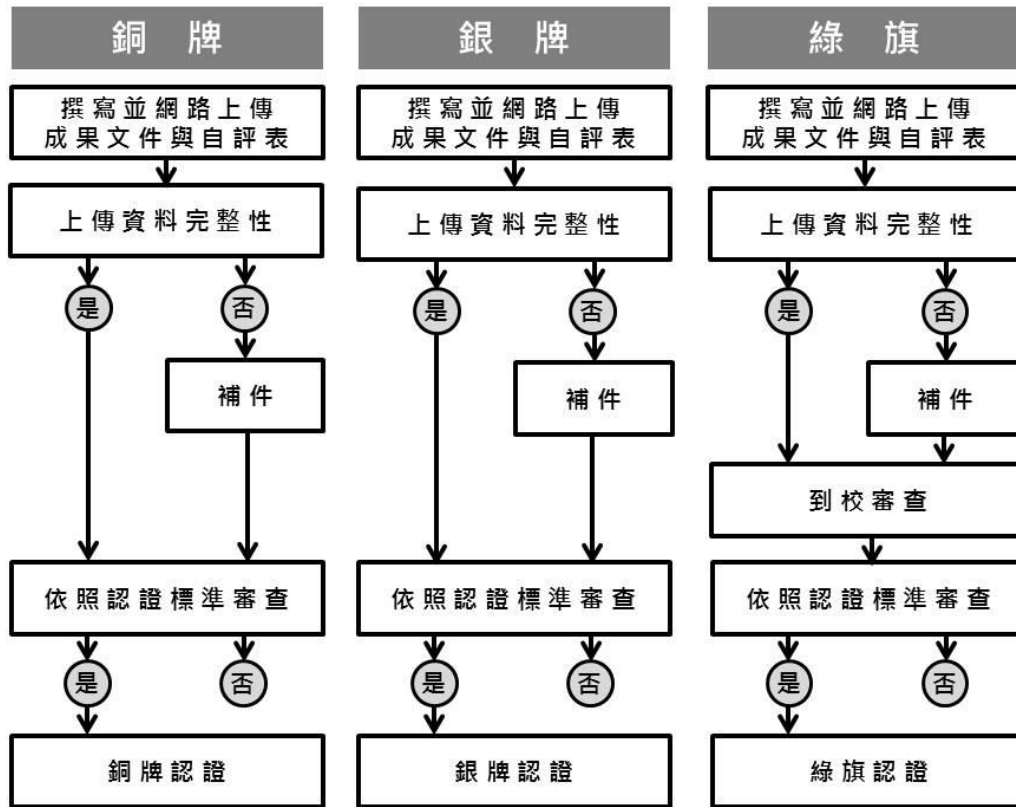 銅牌
撰寫並網路上傳
成果文件與自評表
上傳資料完整性
是
否
補件
依照認證標準審查
是
否
銅牌認證
銀牌
撰寫並網路上傳
成果文件與自評表
上傳資料完整性
是
否
補件
依照認證標準審查
是
否
銀牌認證
綠旗
撰寫並網路上傳
成果文件與自評表
上傳資料完整性
是
否
補件
到校審查
依照認證標準審查
是
否
綠旗認證